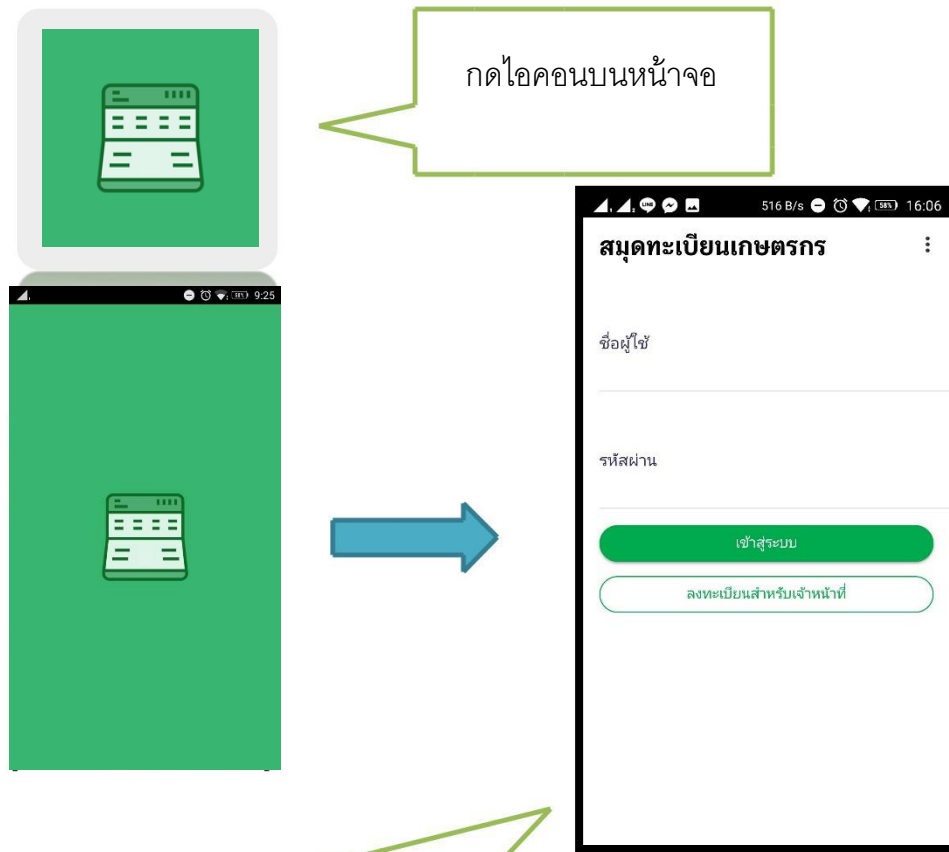 กดไอคอนบนหน้าจอ
516 B/s 58% 16:06
สมุดทะเบียนเกษตรกร
9:25
ชื่อผู้ใช้
รหัสผ่าน
เข้าสู่ระบบ
ลงทะเบียนสำหรับเจ้าหน้าที่